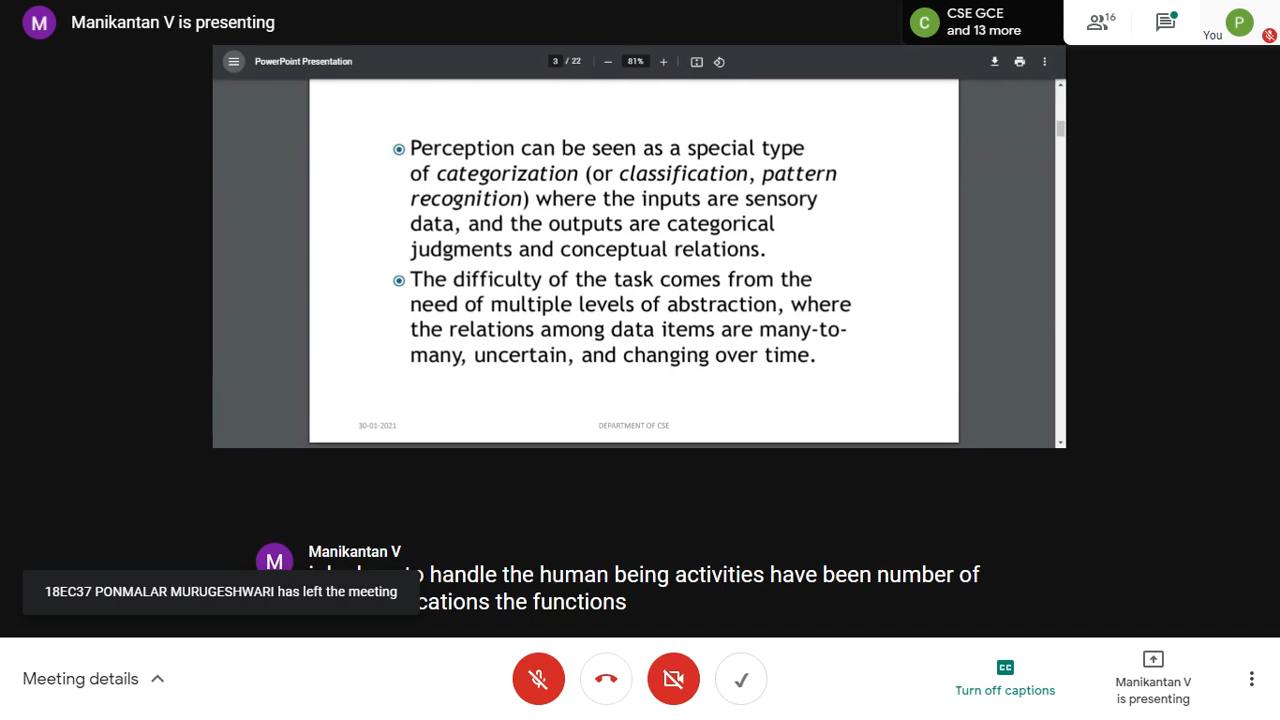 M
Manikantan V is presenting
C
CSE GCE
and 13 more
16
You
P
PowerPoint Presentation
3 / 22
81%
Perception can be seen as a special type
of categorization (or classification, pattern
recognition) where the inputs are sensory
data, and the outputs are categorical
judgments and conceptual relations.
The difficulty of the task comes from the
need of multiple levels of abstraction, where
the relations among data items are many-to-
many, uncertain, and changing over time.
30-01-2021
DEPARTMENT OF CSE
M
Manikantan V
handle the human being activities have been number of
the functions
18EC37 PONMALAR MURUGESHWARI has left the meeting
Meeting details
CC
Turn off captions
Manikantan V
is presenting